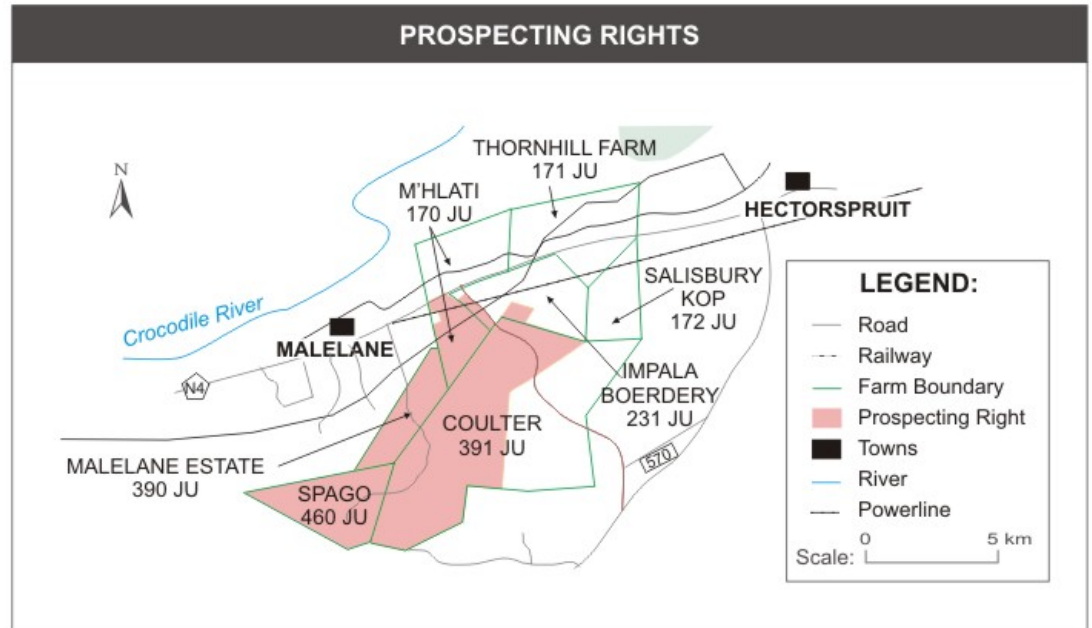 PROSPECTING RIGHTS
THORNHILL FARM
171 JU
N
M'HLATI
170 JU
HECTORSPRUIT
SALISBURY
KOP
172 JU
Crocodile River
MALELANE
N4
IMPALA
BOERDERY
231 JU
COULTER
391 JU
570
MALELANE ESTATE
390 JU
SPAGO
460 JU
LEGEND:
Road
Railway
Farm Boundary
Prospecting Right
Towns
River
Powerline
0 5 km
Scale: